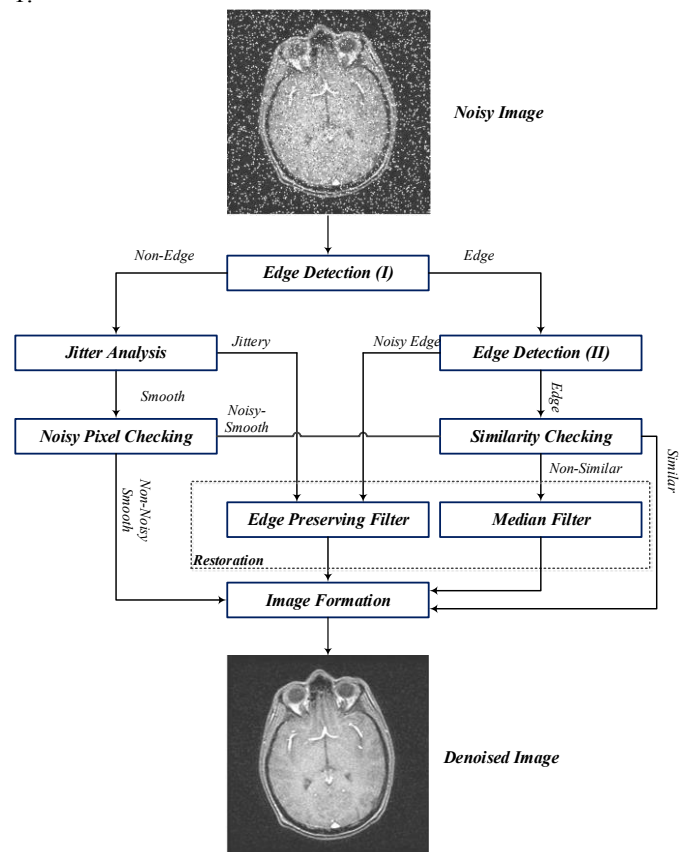 Noisy Image
Non-Edge
Edge
Edge Detection (I)
Jitter Analysis
Jittery
Noisy Edge
Edge Detection (II)
Smooth
Edge
Noisy-
Smooth
Noisy Pixel Checking
Similarity Checking
Non-Similar
Similar
Non-Noisy
Smooth
Edge Preserving Filter
Median Filter
Restoration
Image Formation
Denoised Image